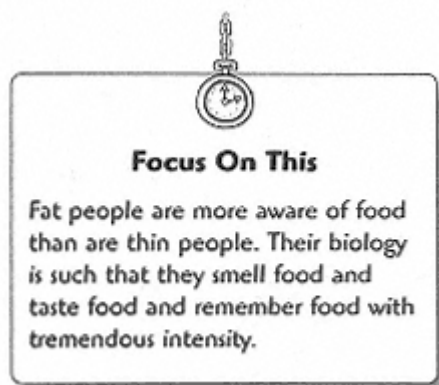 Focus On This
Fat people are more aware of food
than are thin people. Their biology
is such that they smell food and
taste food and remember food with
tremendous intensity.